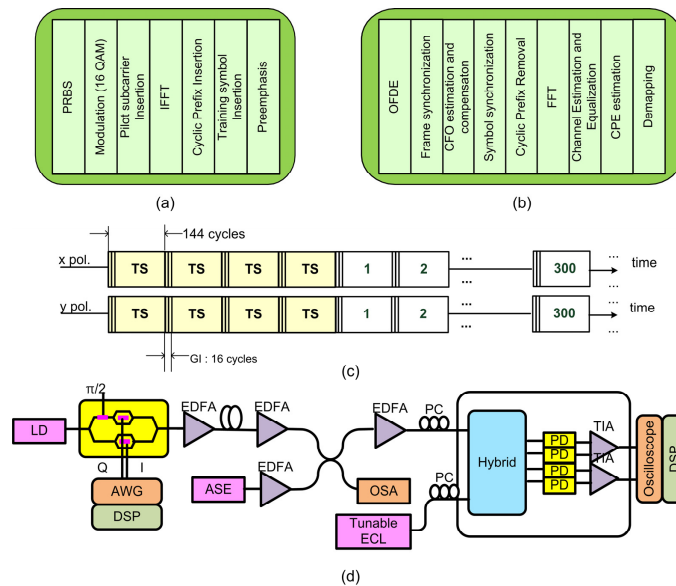 PRBS
Modulation (16 QAM)
Pilot subcarrier
Insertion
IFFT
Cyclic Prefix Insertion
Training symbol
Insertion
Preemphasis
(a)
OFDE
Frame synchronization
CFO estimation and
compensaton
Symbol synchronization
Cyclic Prefix Removal
FFT
Channel Estimation and
Equalization
CPE estimation
Demapping
(b)
144 cycles
x pol.
TS
TS
TS
TS
1
2
...
...
300
...
...
time
y pol.
TS
TS
TS
TS
1
2
...
300
...
time
GI : 16 cycles
(c)
π/2
LD
Q
I
AWG
DSP
EDFA
EDFA
ASE
EDFA
OSA
EDFA
PC
PC
Tunable
ECL
Hybrid
PD
PD
PD
PD
TIA
TIA
Oscilloscope
DSP
(d)